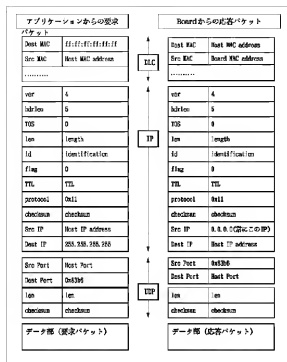 アプリケーションからの要求パケット
Dest MAC ff:ff:ff:ff:ff:ff
Src MAC Host MAC address
..........
ver 4
hdrlen 5
TOS 0
len length
id identification
flag 0
TTL TTL
protocol 0x11
checksum checksum
Src IP Host IP address
Dest IP 255.255.255.255
Src Port Host Port
Dest Port 0x83b6
len len
checksum checksum
データ部（要求パケット）
DLC
IP
UDP
Boardからの応答パケット
Dest MAC Host MAC address
Src MAC Board MAC address
..........
ver 4
hdrlen 5
TOS 0
len length
id identification
flag 0
TTL TTL
protocol 0x11
checksum checksum
Src IP 0.0.0.0(常にこのIP)
Dest IP Host IP address
Src Port 0x83b6
Dest Port Host Port
len len
checksum checksum
データ部（応答パケット）